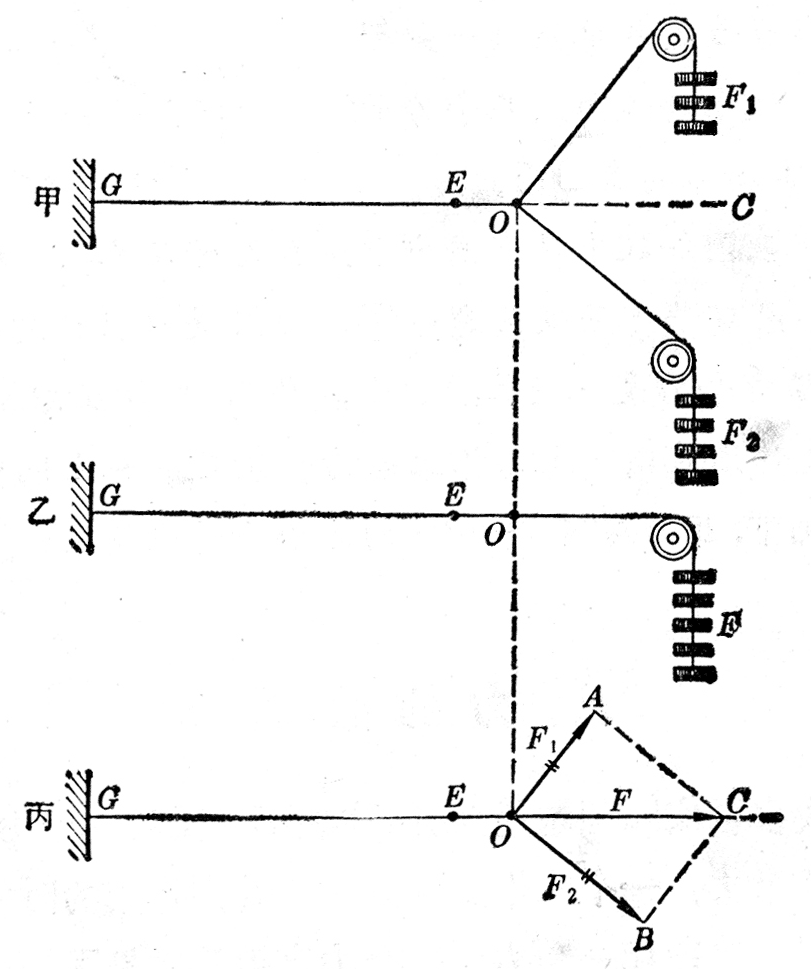 F₁
甲 G E O C
F₂
乙 G E O
F
A
F₁
丙 G E O F C
F₂
B